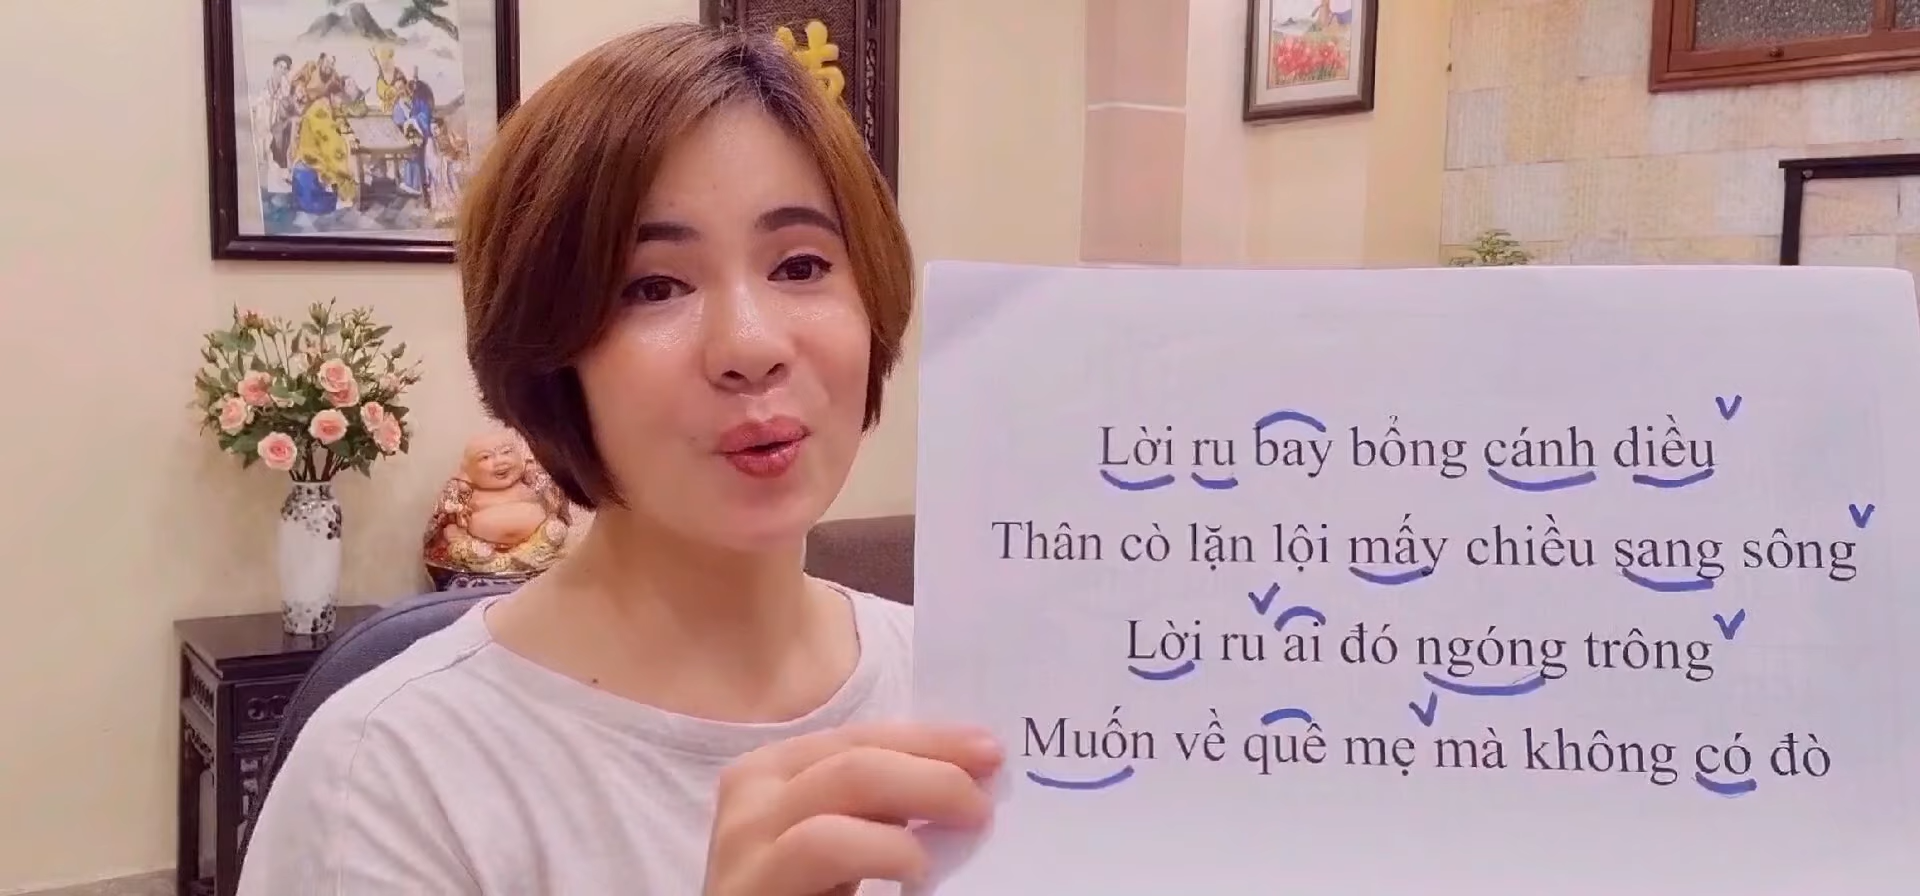 Lời ru bay bổng cánh diều
Thân cò lặn lội mấy chiều sang sông
Lời ru ai đó ngóng trông
Muốn về quê mẹ mà không có đò